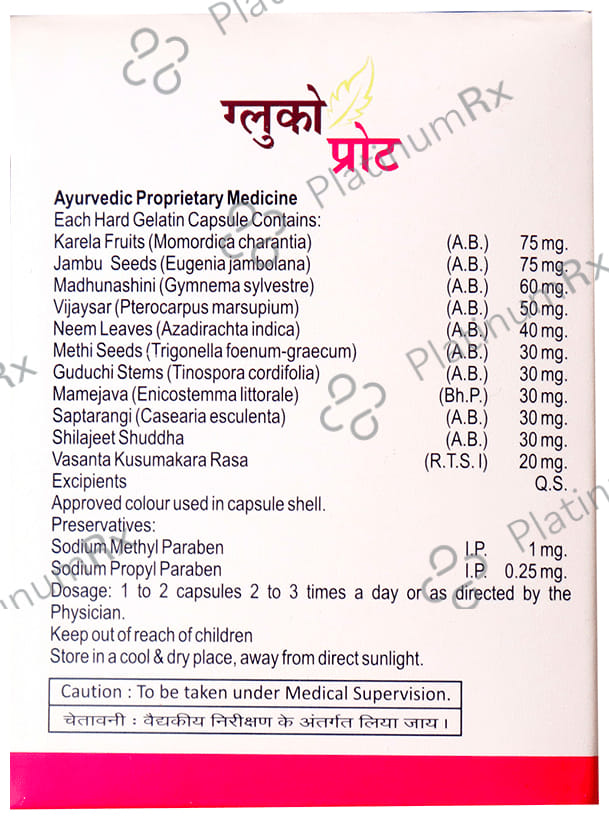 PlatinumRx
ग्लुको
प्रोट
Ayurvedic Proprietary Medicine
Each Hard Gelatin Capsule Contains:
Karela Fruits (Momordica charantia) (A.B.) 75 mg.
Jambu Seeds (Eugenia jambolana) (A.B.) 75 mg.
Madhunashini (Gymnema sylvestre) (A.B.) 60 mg.
Vijaysar (Pterocarpus marsupium) (A.B.) 50 mg.
Neem Leaves (Azadirachta indica) (A.B.) 40 mg.
Methi Seeds (Trigonella foenum-graecum) (A.B.) 30 mg.
Guduchi Stems (Tinospora cordifolia) (A.B.) 30 mg.
Mamejava (Enicostemma littorale) (Bh.P.) 30 mg.
Saptarangi (Casearia esculenta) (A.B.) 30 mg.
Shilajeet Shuddha (A.B.) 30 mg.
Vasanta Kusumakara Rasa (R.T.S. I) 20 mg.
Excipients Q.S.
Approved colour used in capsule shell.
Preservatives:
Sodium Methyl Paraben I.P. 1 mg.
Sodium Propyl Paraben I.P. 0.25 mg.
Dosage: 1 to 2 capsules 2 to 3 times a day or as directed by the
Physician.
Keep out of reach of children
Store in a cool & dry place, away from direct sunlight.
Caution : To be taken under Medical Supervision.
चेतावनी : वैद्यकीय निरीक्षण के अंतर्गत लिया जाय।
PlatinumRx
PlatinumRx
PlatinumRx